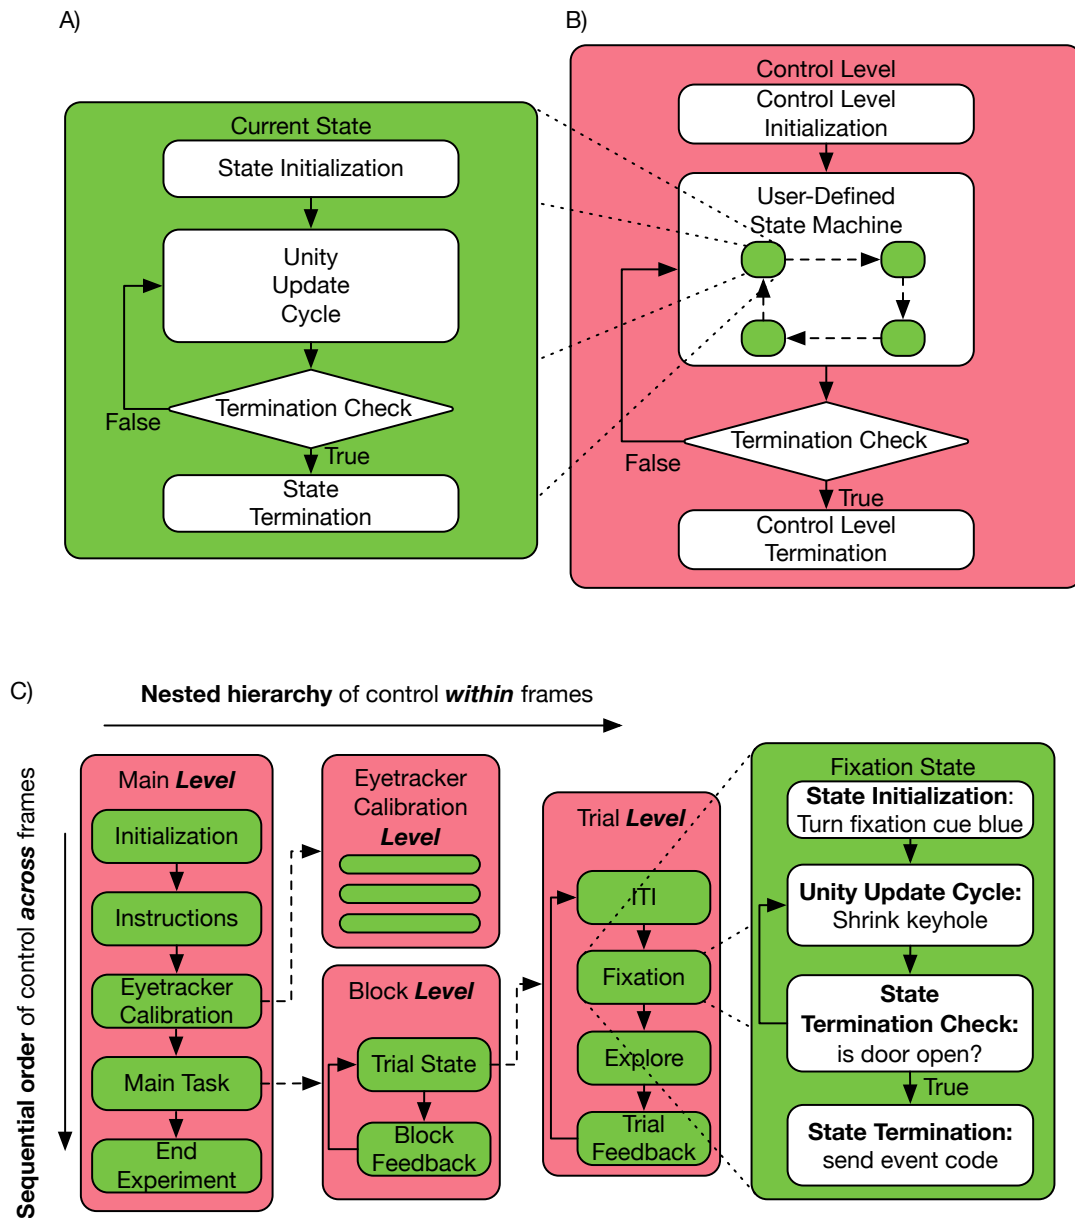 A)
Current State
State Initialization
Unity
Update
Cycle
Termination Check
False
True
State
Termination
B)
Control Level
Control Level
Initialization
User-Defined
State Machine
Termination Check
False
True
Control Level
Termination
C)
Nested hierarchy of control within frames
Sequential order of control across frames
Main Level
Initialization
Instructions
Eyetracker
Calibration
Main Task
End
Experiment
Eyetracker
Calibration
Level
Block Level
Trial State
Block
Feedback
Trial Level
ITI
Fixation
Explore
Trial
Feedback
Fixation State
State Initialization:
Turn fixation cue blue
Unity Update Cycle:
Shrink keyhole
State
Termination Check:
is door open?
True
State Termination:
send event code